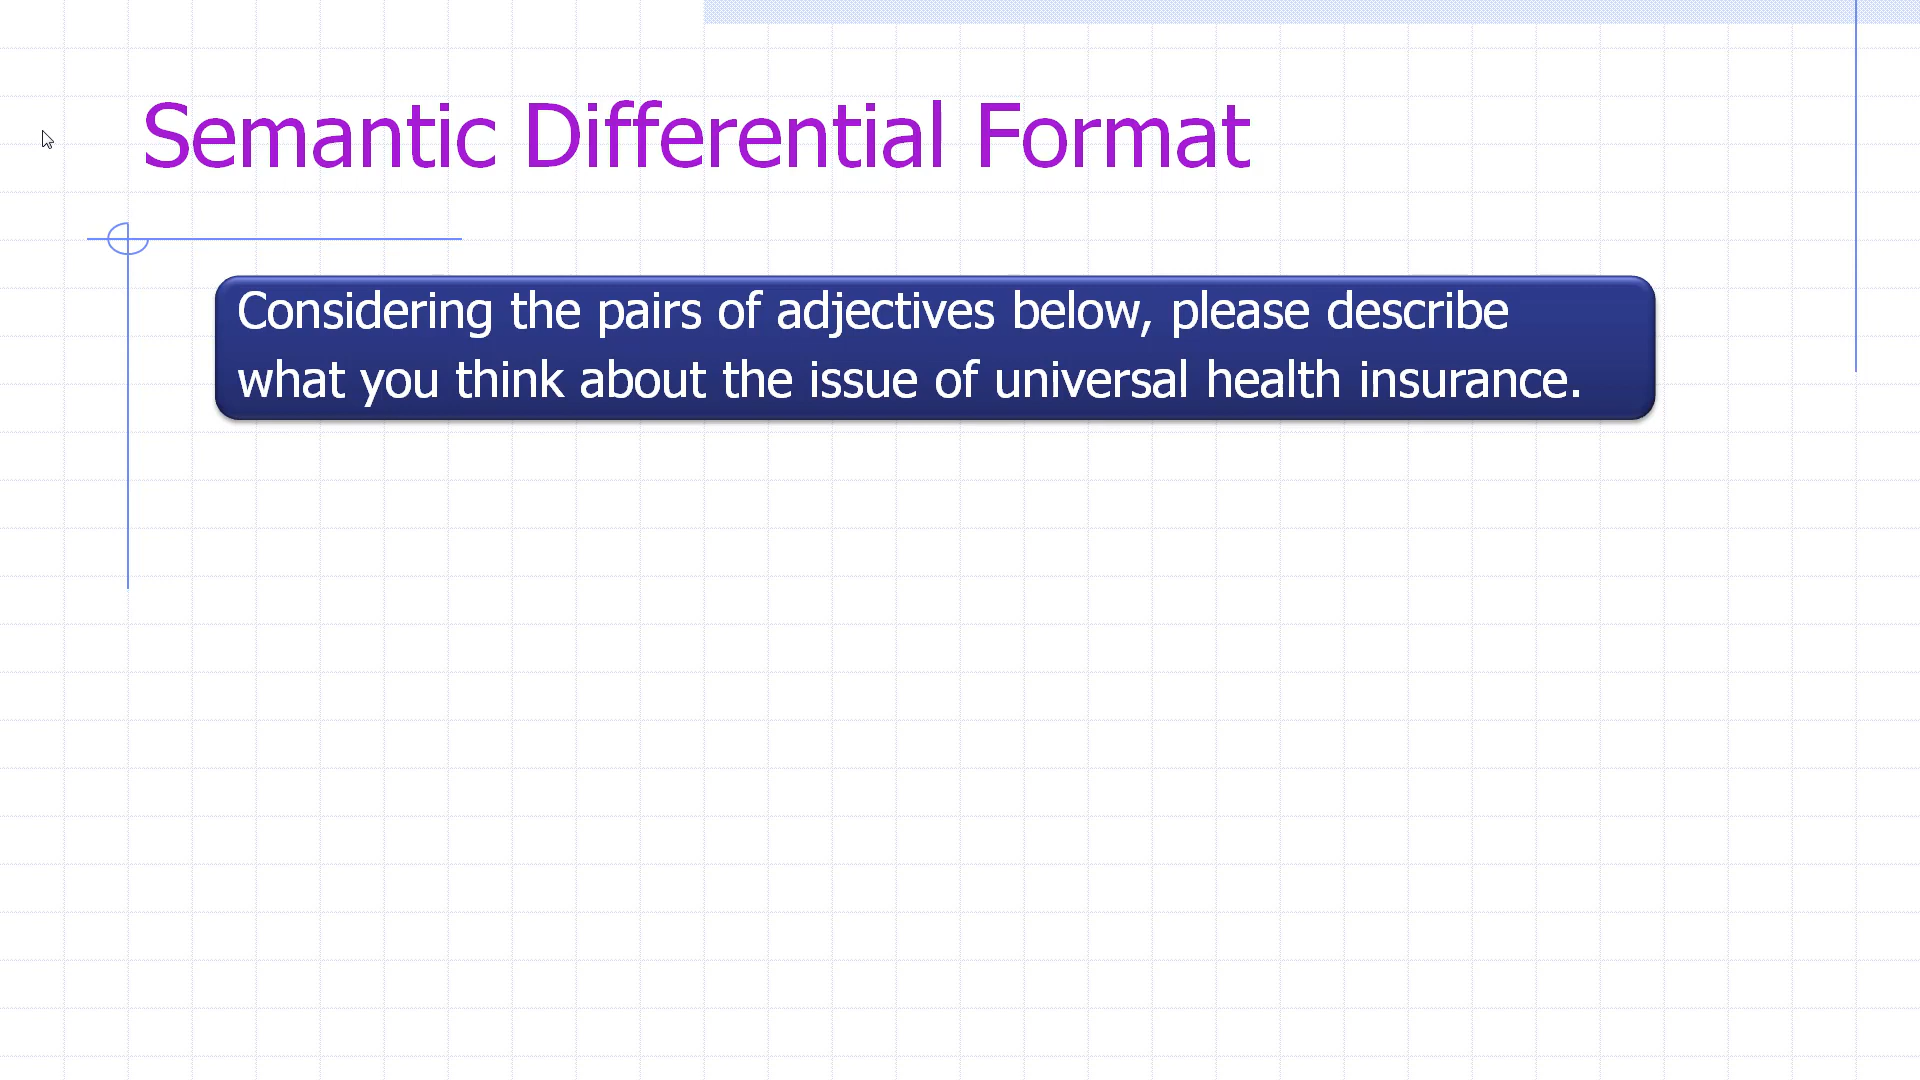 Semantic Differential Format
Considering the pairs of adjectives below, please describe
what you think about the issue of universal health insurance.